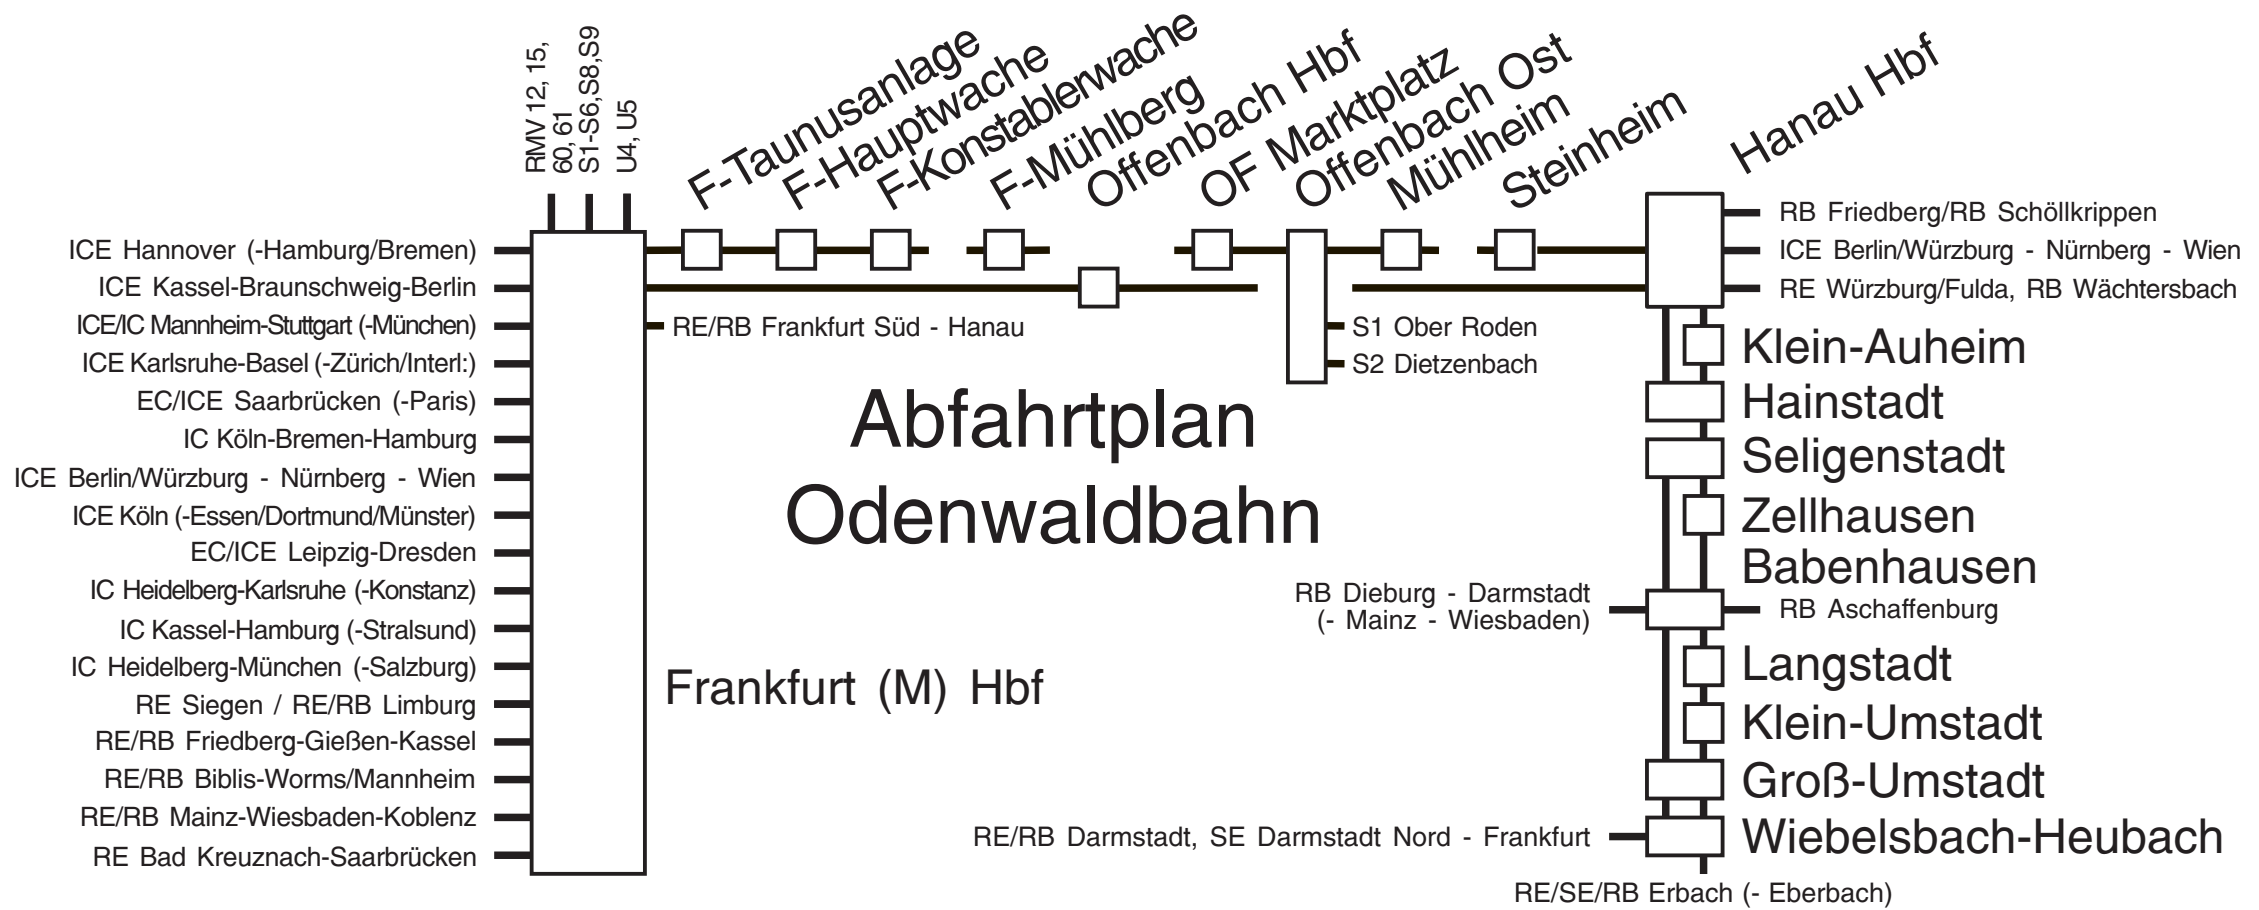 RMV 12, 15,
60, 61
S1-S6,S8,S9
U4, U5
F-Taunusanlage
F-Hauptwache
F-Konstablerwache
F-Mühlberg
Offenbach Hbf
OF Marktplatz
Offenbach Ost
Mühlheim
Steinheim
Hanau Hbf
RB Friedberg/RB Schöllkrippen
ICE Berlin/Würzburg - Nürnberg - Wien
RE Würzburg/Fulda, RB Wächtersbach
ICE Hannover (-Hamburg/Bremen)
ICE Kassel-Braunschweig-Berlin
ICE/IC Mannheim-Stuttgart (-München)
ICE Karlsruhe-Basel (-Zürich/Interl:)
EC/ICE Saarbrücken (-Paris)
IC Köln-Bremen-Hamburg
ICE Berlin/Würzburg - Nürnberg - Wien
ICE Köln (-Essen/Dortmund/Münster)
EC/ICE Leipzig-Dresden
IC Heidelberg-Karlsruhe (-Konstanz)
IC Kassel-Hamburg (-Stralsund)
IC Heidelberg-München (-Salzburg)
RE Siegen / RE/RB Limburg
RE/RB Friedberg-Gießen-Kassel
RE/RB Biblis-Worms/Mannheim
RE/RB Mainz-Wiesbaden-Koblenz
RE Bad Kreuznach-Saarbrücken
RE/RB Frankfurt Süd - Hanau
S1 Ober Roden
S2 Dietzenbach
Abfahrtplan
Odenwaldbahn
Frankfurt (M) Hbf
Klein-Auheim
Hainstadt
Seligenstadt
Zellhausen
Babenhausen
RB Dieburg - Darmstadt
(- Mainz - Wiesbaden)
RB Aschaffenburg
Langstadt
Klein-Umstadt
Groß-Umstadt
RE/RB Darmstadt, SE Darmstadt Nord - Frankfurt
Wiebelsbach-Heubach
RE/SE/RB Erbach (- Eberbach)